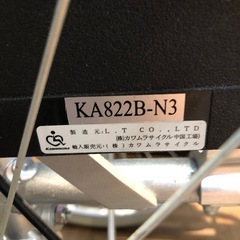 KA822B-N3
製造元：L.T CO.,LTD
(株)カワムラサイクル中国工場)
輸入販売元：(株)カワムラサイクル